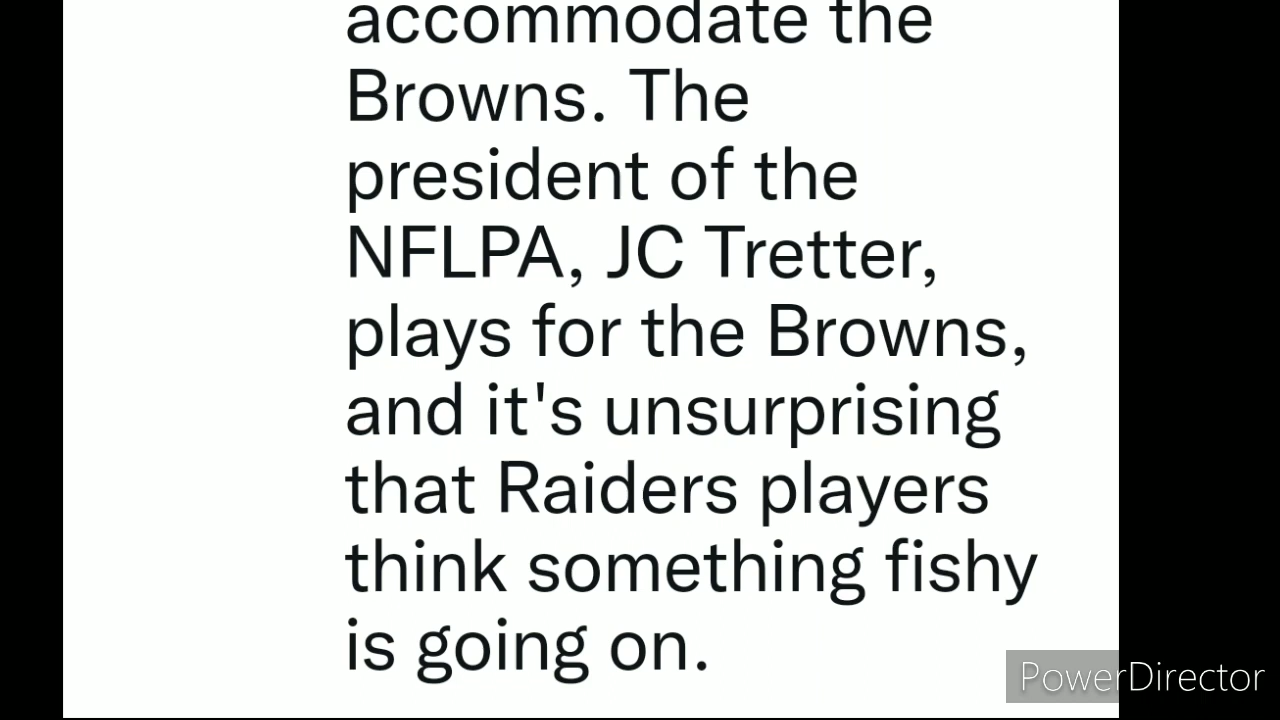 accommodate the
Browns. The
president of the
NFLPA, JC Tretter,
plays for the Browns,
and it's unsurprising
that Raiders players
think something fishy
is going on.
PowerDirector